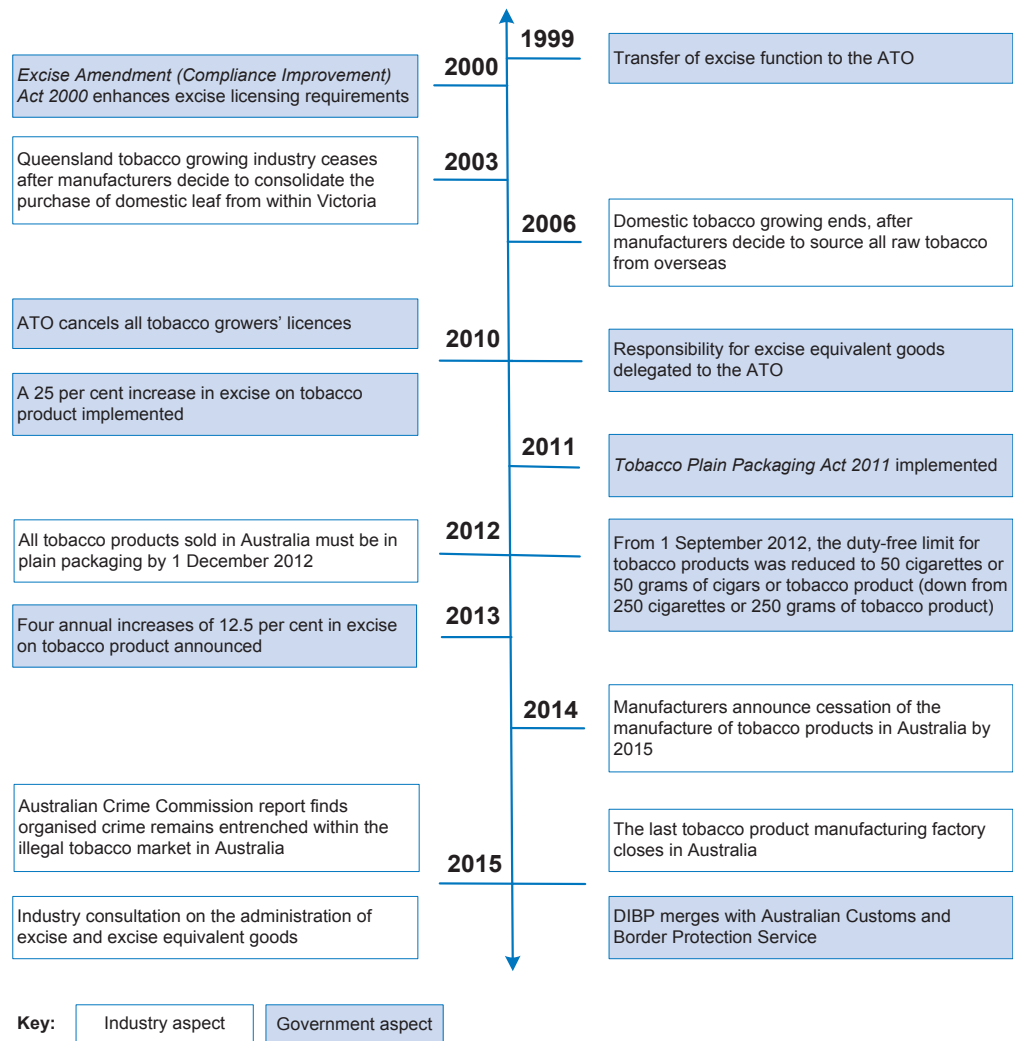 1999
Transfer of excise function to the ATO
2000
Excise Amendment (Compliance Improvement)
Act 2000 enhances excise licensing requirements
2003
Queensland tobacco growing industry ceases
after manufacturers decide to consolidate the
purchase of domestic leaf from within Victoria
2006
Domestic tobacco growing ends, after
manufacturers decide to source all raw tobacco
from overseas
2010
ATO cancels all tobacco growers' licences
A 25 per cent increase in excise on tobacco
product implemented
Responsibility for excise equivalent goods
delegated to the ATO
2011
Tobacco Plain Packaging Act 2011 implemented
2012
All tobacco products sold in Australia must be in
plain packaging by 1 December 2012
From 1 September 2012, the duty-free limit for
tobacco products was reduced to 50 cigarettes or
50 grams of cigars or tobacco product (down from
250 cigarettes or 250 grams of tobacco product)
2013
Four annual increases of 12.5 per cent in excise
on tobacco product announced
2014
Manufacturers announce cessation of the
manufacture of tobacco products in Australia by
2015
2015
Australian Crime Commission report finds
organised crime remains entrenched within the
illegal tobacco market in Australia
Industry consultation on the administration of
excise and excise equivalent goods
The last tobacco product manufacturing factory
closes in Australia
DIBP merges with Australian Customs and
Border Protection Service
Key: Industry aspect Government aspect